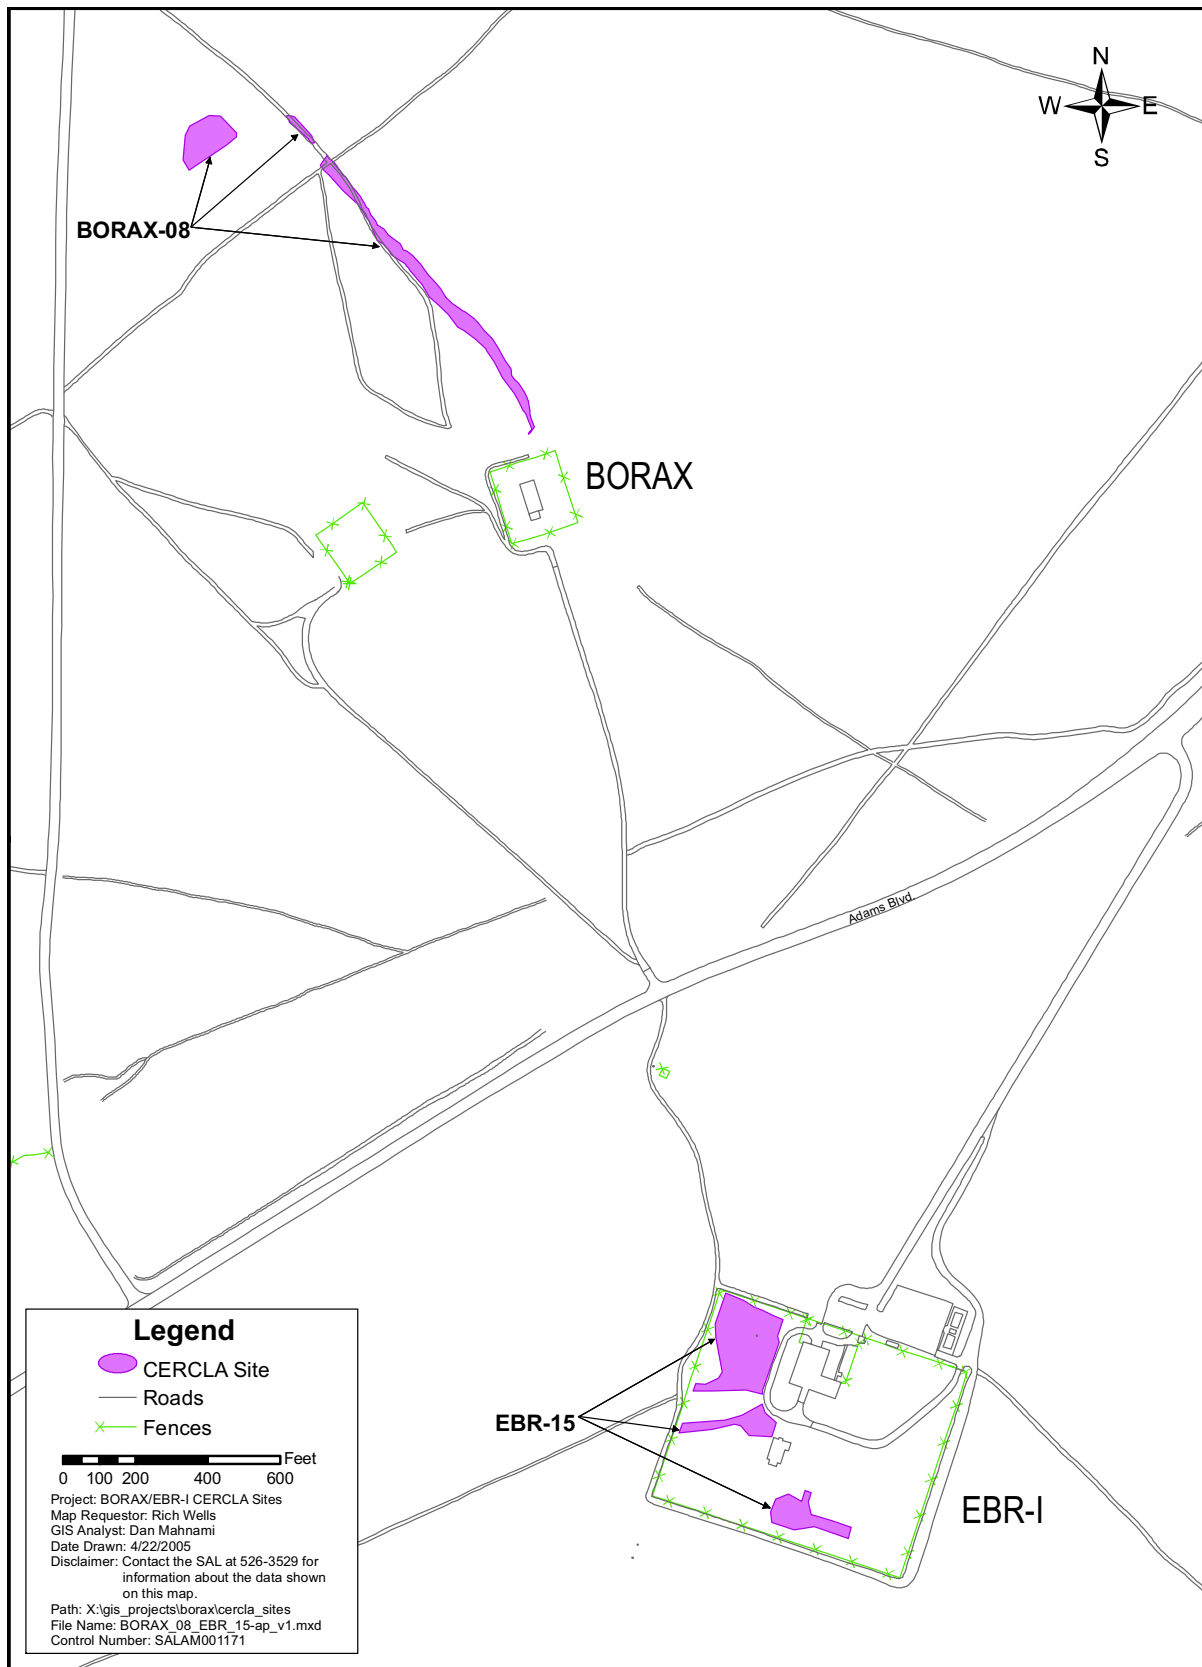 N
W E
S
BORAX-08
BORAX
Adams Blvd.
EBR-15
EBR-I
Legend
CERCLA Site
Roads
Fences
Feet
0 100 200 400 600
Project: BORAX/EBR-I CERCLA Sites
Map Requestor: Rich Wells
GIS Analyst: Dan Mahnami
Date Drawn: 4/22/2005
Disclaimer: Contact the SAL at 526-3529 for
information about the data shown
on this map.
Path: X:\gis_projects\borax\cercla_sites
File Name: BORAX_08_EBR_15-ap_v1.mxd
Control Number: SALAM001171